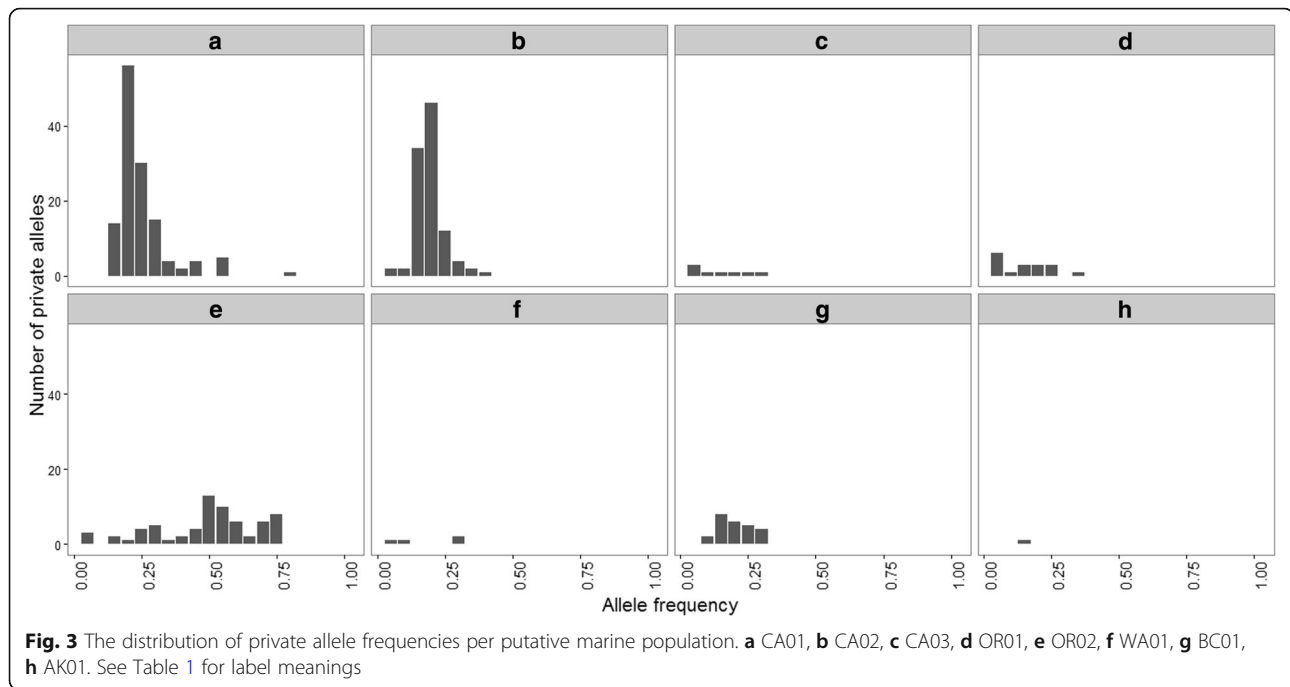 a b c d
Number of private alleles
40
20
0
e f g h
40
20
0
0.00 0.25 0.50 0.75 1.00 0.00 0.25 0.50 0.75 1.00 0.00 0.25 0.50 0.75 1.00 0.00 0.25 0.50 0.75 1.00
Allele frequency
Fig. 3 The distribution of private allele frequencies per putative marine population. a CA01, b CA02, c CA03, d OR01, e OR02, f WA01, g BC01,
h AK01. See Table 1 for label meanings